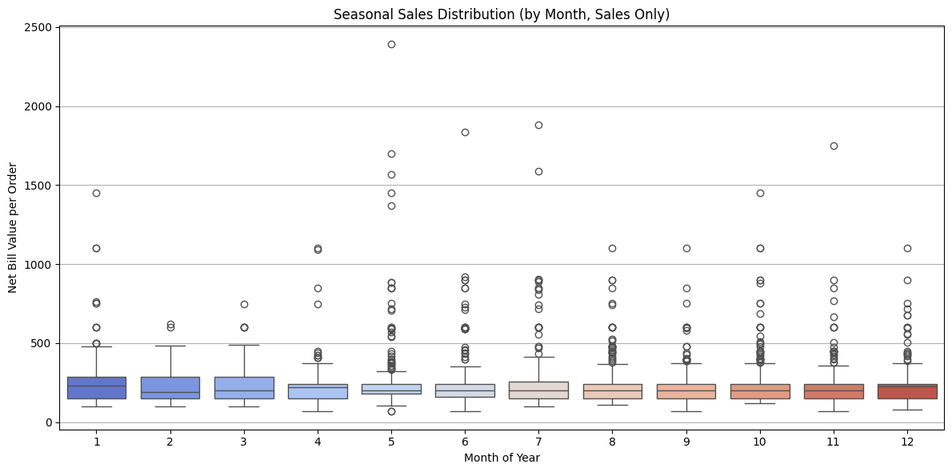 Seasonal Sales Distribution (by Month, Sales Only)
2500
2000
1500
1000
500
0
Net Bill Value per Order
1 2 3 4 5 6 7 8 9 10 11 12
Month of Year